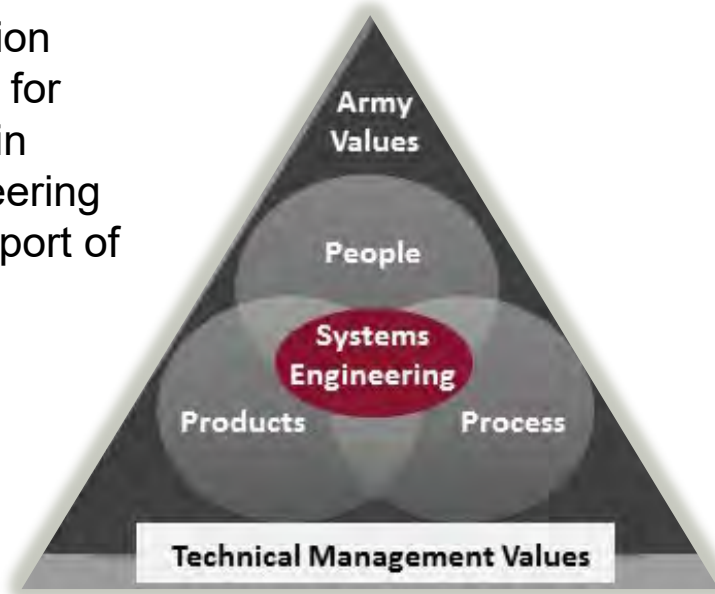 ion
for
in
eering
port of
Army
Values
People
Systems
Engineering
Products Process
Technical Management Values